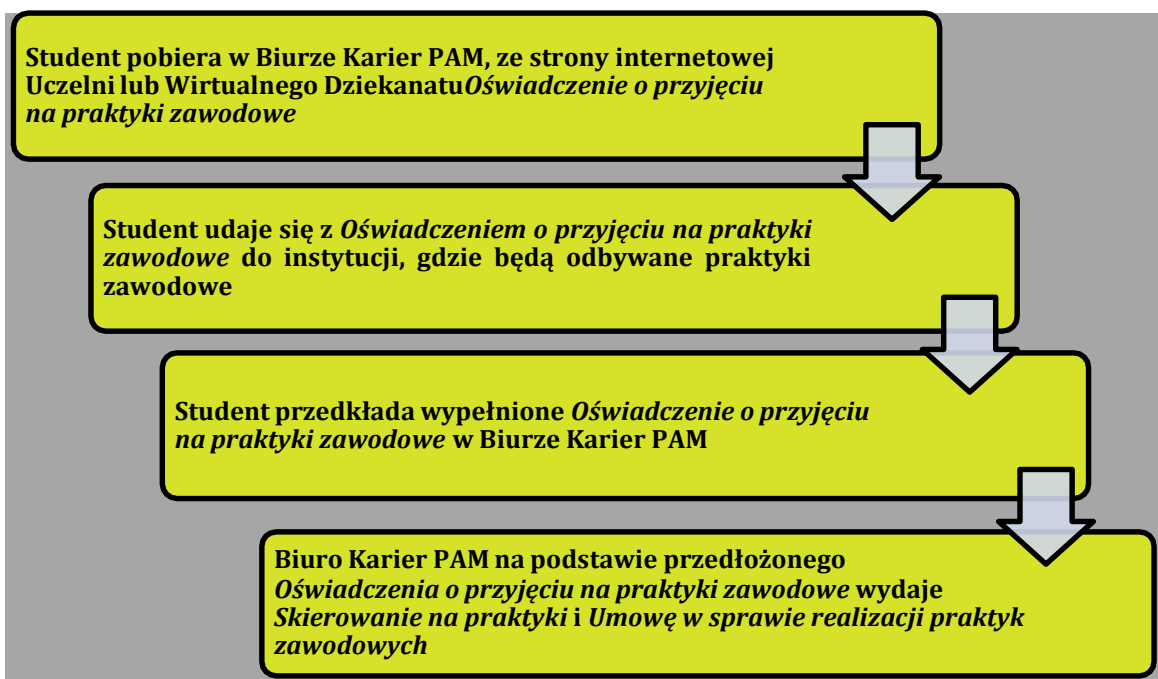 Student pobiera w Biurze Karier PAM, ze strony internetowej
Uczelni lub Wirtualnego DziekanatuOświadczenie o przyjęciu
na praktyki zawodowe
Student udaje się z Oświadczeniem o przyjęciu na praktyki
zawodowe do instytucji, gdzie będą odbywane praktyki
zawodowe
Student przedkłada wypełnione Oświadczenie o przyjęciu
na praktyki zawodowe w Biurze Karier PAM
Biuro Karier PAM na podstawie przedłożonego
Oświadczenia o przyjęciu na praktyki zawodowe wydaje
Skierowanie na praktyki i Umowę w sprawie realizacji praktyk
zawodowych